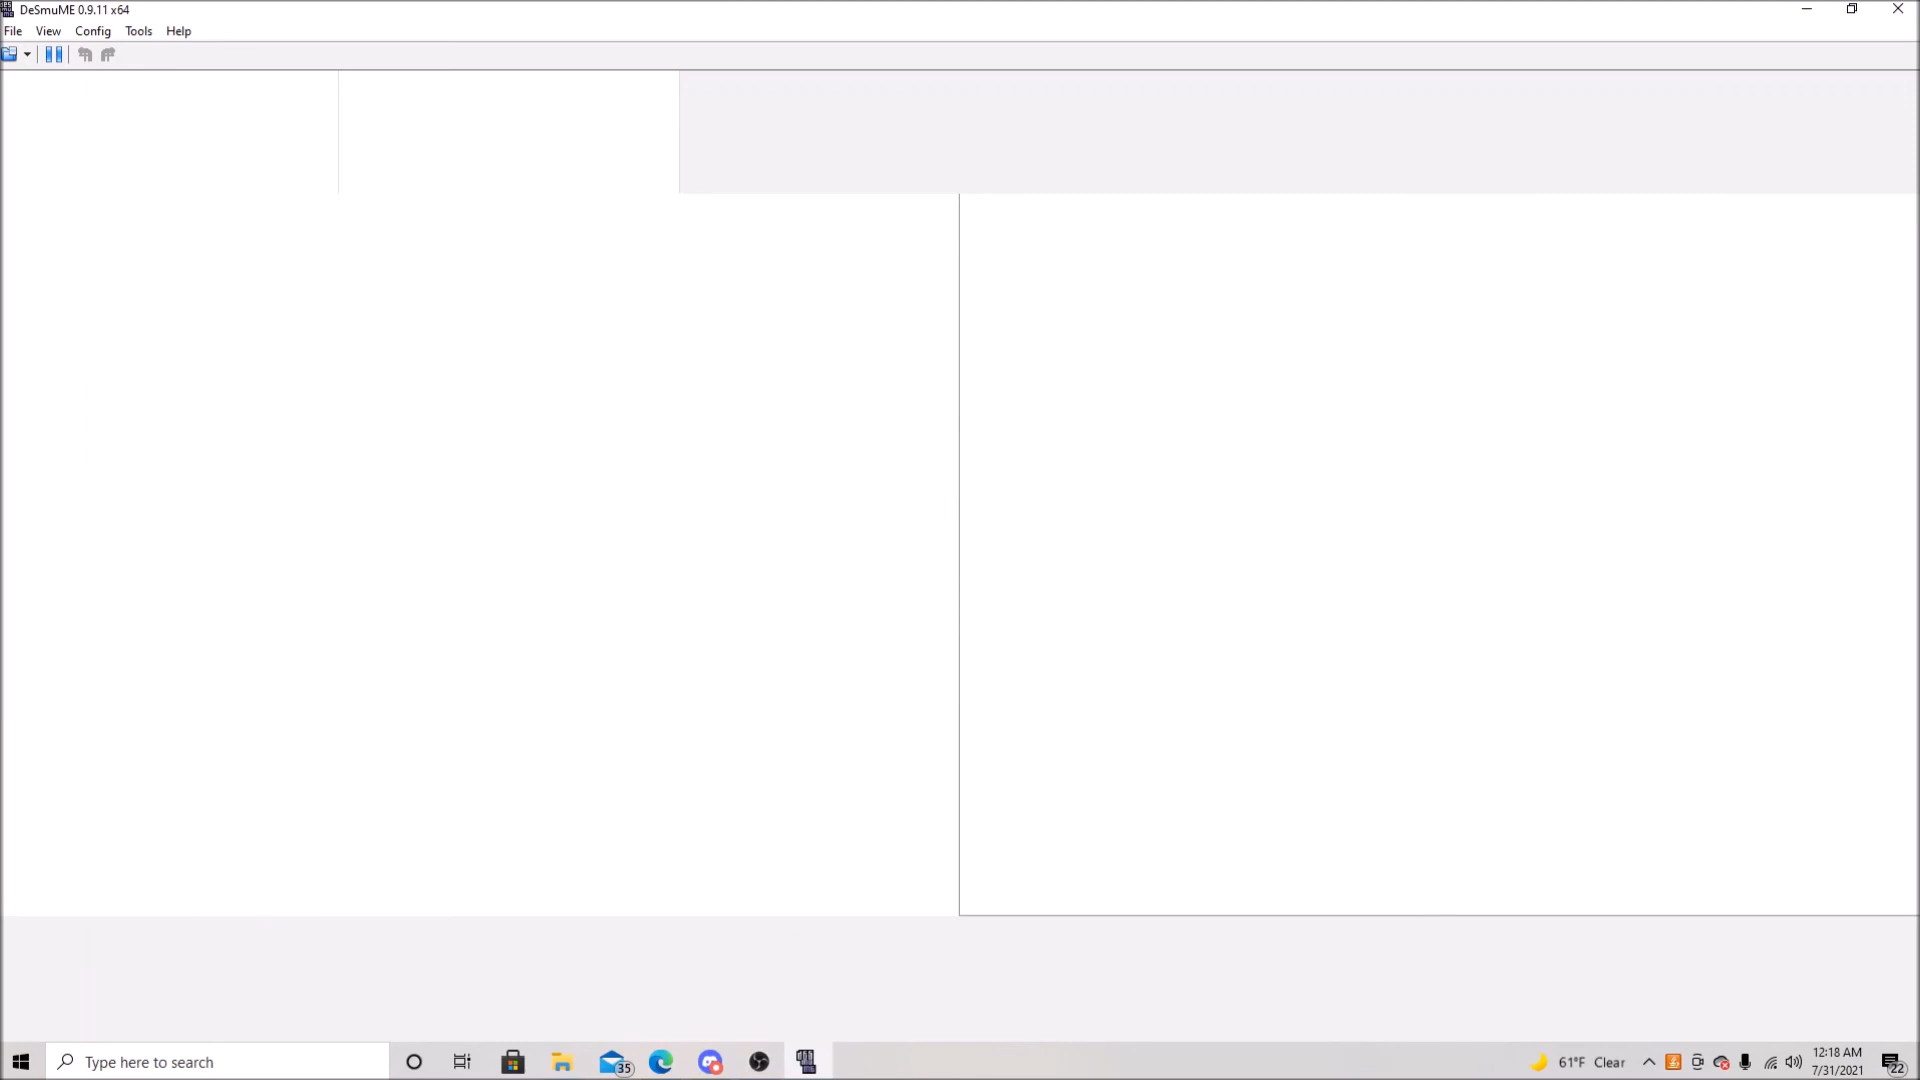 DeSmuME 0.9.11 x64
File View Config Tools Help
Type here to search
35
61°F Clear
12:18 AM
7/31/2021
22